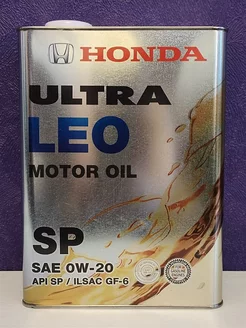 HONDA
ULTRA
LEO
MOTOR OIL
SP
SAE 0W-20
API SP / ILSAC GF-6